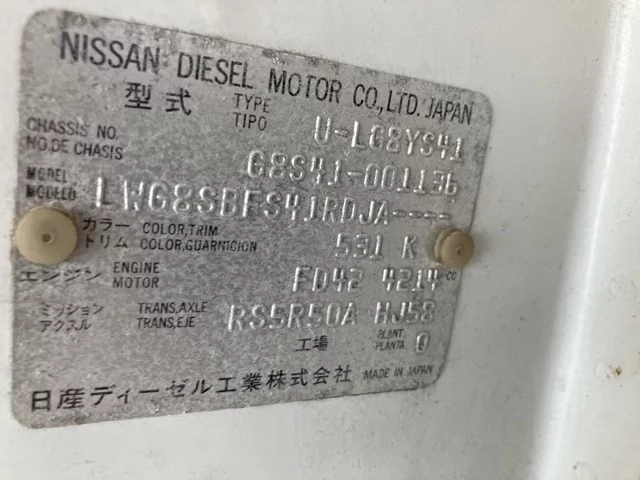 NISSAN DIESEL MOTOR CO.,LTD. JAPAN
型式 TYPE TIPO U-LG8YS41
CHASSIS NO. NO.DE CHASIS G8S41-001136
MODEL MODELO LWG8SBFS41RDJA----
カラー トリム COLOR,TRIM COLOR,GUARNICION 531 K
エンジン ENGINE MOTOR FD42 4214 cc
ミッション アクスル TRANS,AXLE TRANS,EJE RS5R50A HJ58
工場 PLANT PLANTA 0
日産ディーゼル工業株式会社 MADE IN JAPAN